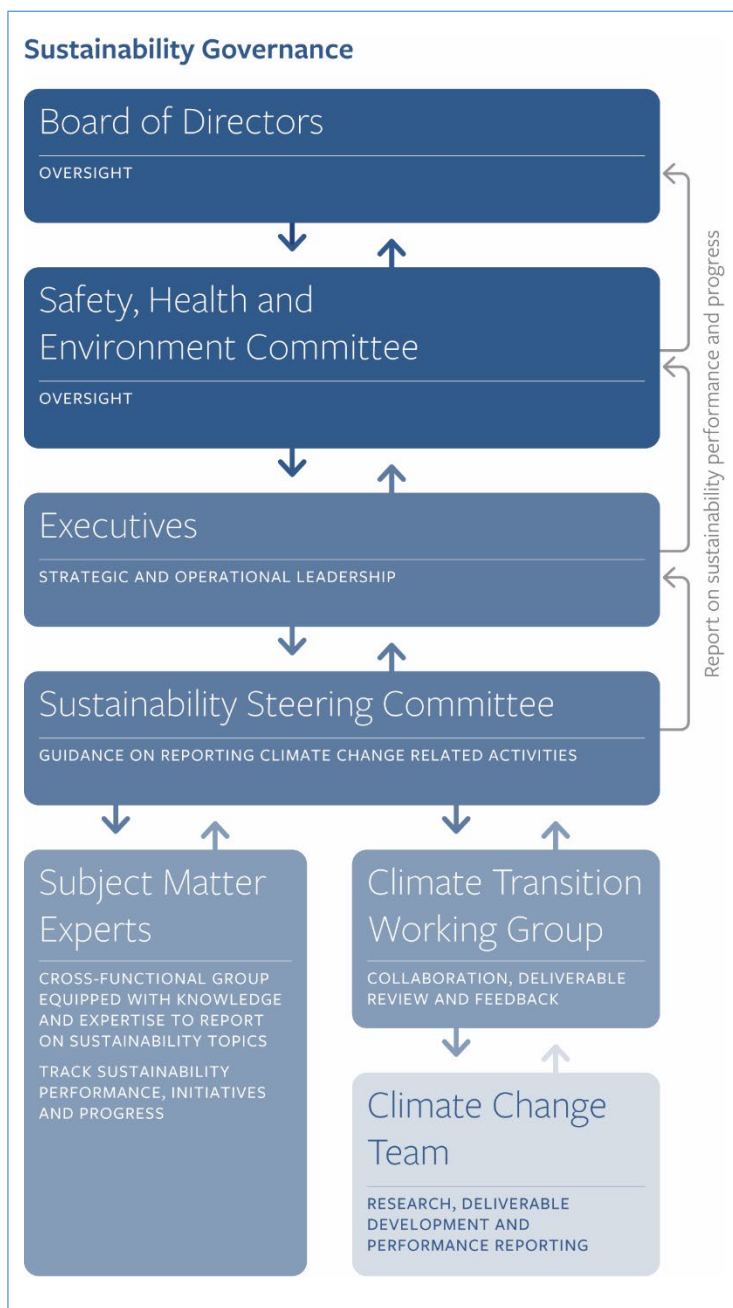 Sustainability Governance
Board of Directors
OVERSIGHT
Safety, Health and
Environment Committee
OVERSIGHT
Executives
STRATEGIC AND OPERATIONAL LEADERSHIP
Sustainability Steering Committee
GUIDANCE ON REPORTING CLIMATE CHANGE RELATED ACTIVITIES
Subject Matter
Experts
CROSS-FUNCTIONAL GROUP
EQUIPPED WITH KNOWLEDGE
AND EXPERTISE TO REPORT
ON SUSTAINABILITY TOPICS
TRACK SUSTAINABILITY
PERFORMANCE, INITIATIVES
AND PROGRESS
Climate Transition
Working Group
COLLABORATION, DELIVERABLE
REVIEW AND FEEDBACK
Climate Change
Team
RESEARCH, DELIVERABLE
DEVELOPMENT AND
PERFORMANCE REPORTING
Report on sustainability performance and progress